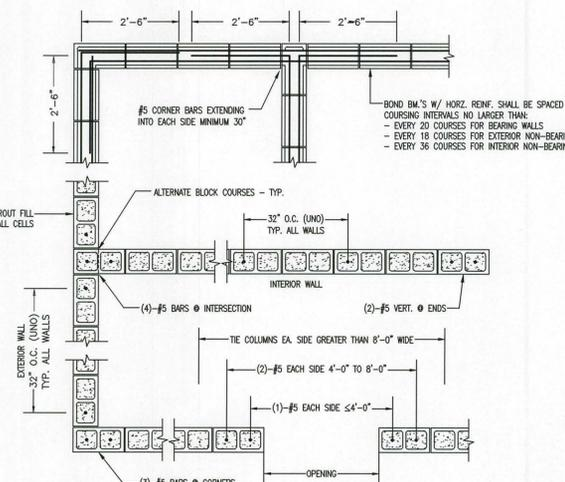 2'-6"
2'-6"
2'-6"
2'-6"
#5 CORNER BARS EXTENDING
INTO EACH SIDE MINIMUM 30"
BOND BM.'S W/ HORZ. REINF. SHALL BE SPACED
COURSING INTERVALS NO LARGER THAN:
- EVERY 20 COURSES FOR BEARING WALLS
- EVERY 18 COURSES FOR EXTERIOR NON-BEARI
- EVERY 36 COURSES FOR INTERIOR NON-BEARIN
ALTERNATE BLOCK COURSES - TYP.
ROUT FILL
ALL CELLS
32" O.C. (UNO)
TYP. ALL WALLS
INTERIOR WALL
(4)-#5 BARS @ INTERSECTION
(2)-#5 VERT. @ ENDS
EXTERIOR WALL
32" O.C. (UNO)
TYP. ALL WALLS
TIE COLUMNS EA. SIDE GREATER THAN 8'-0" WIDE
(2)-#5 EACH SIDE 4'-0" TO 8'-0"
(1)-#5 EACH SIDE ≤4'-0"
OPENING
(3)-#5 BARS @ CORNERS